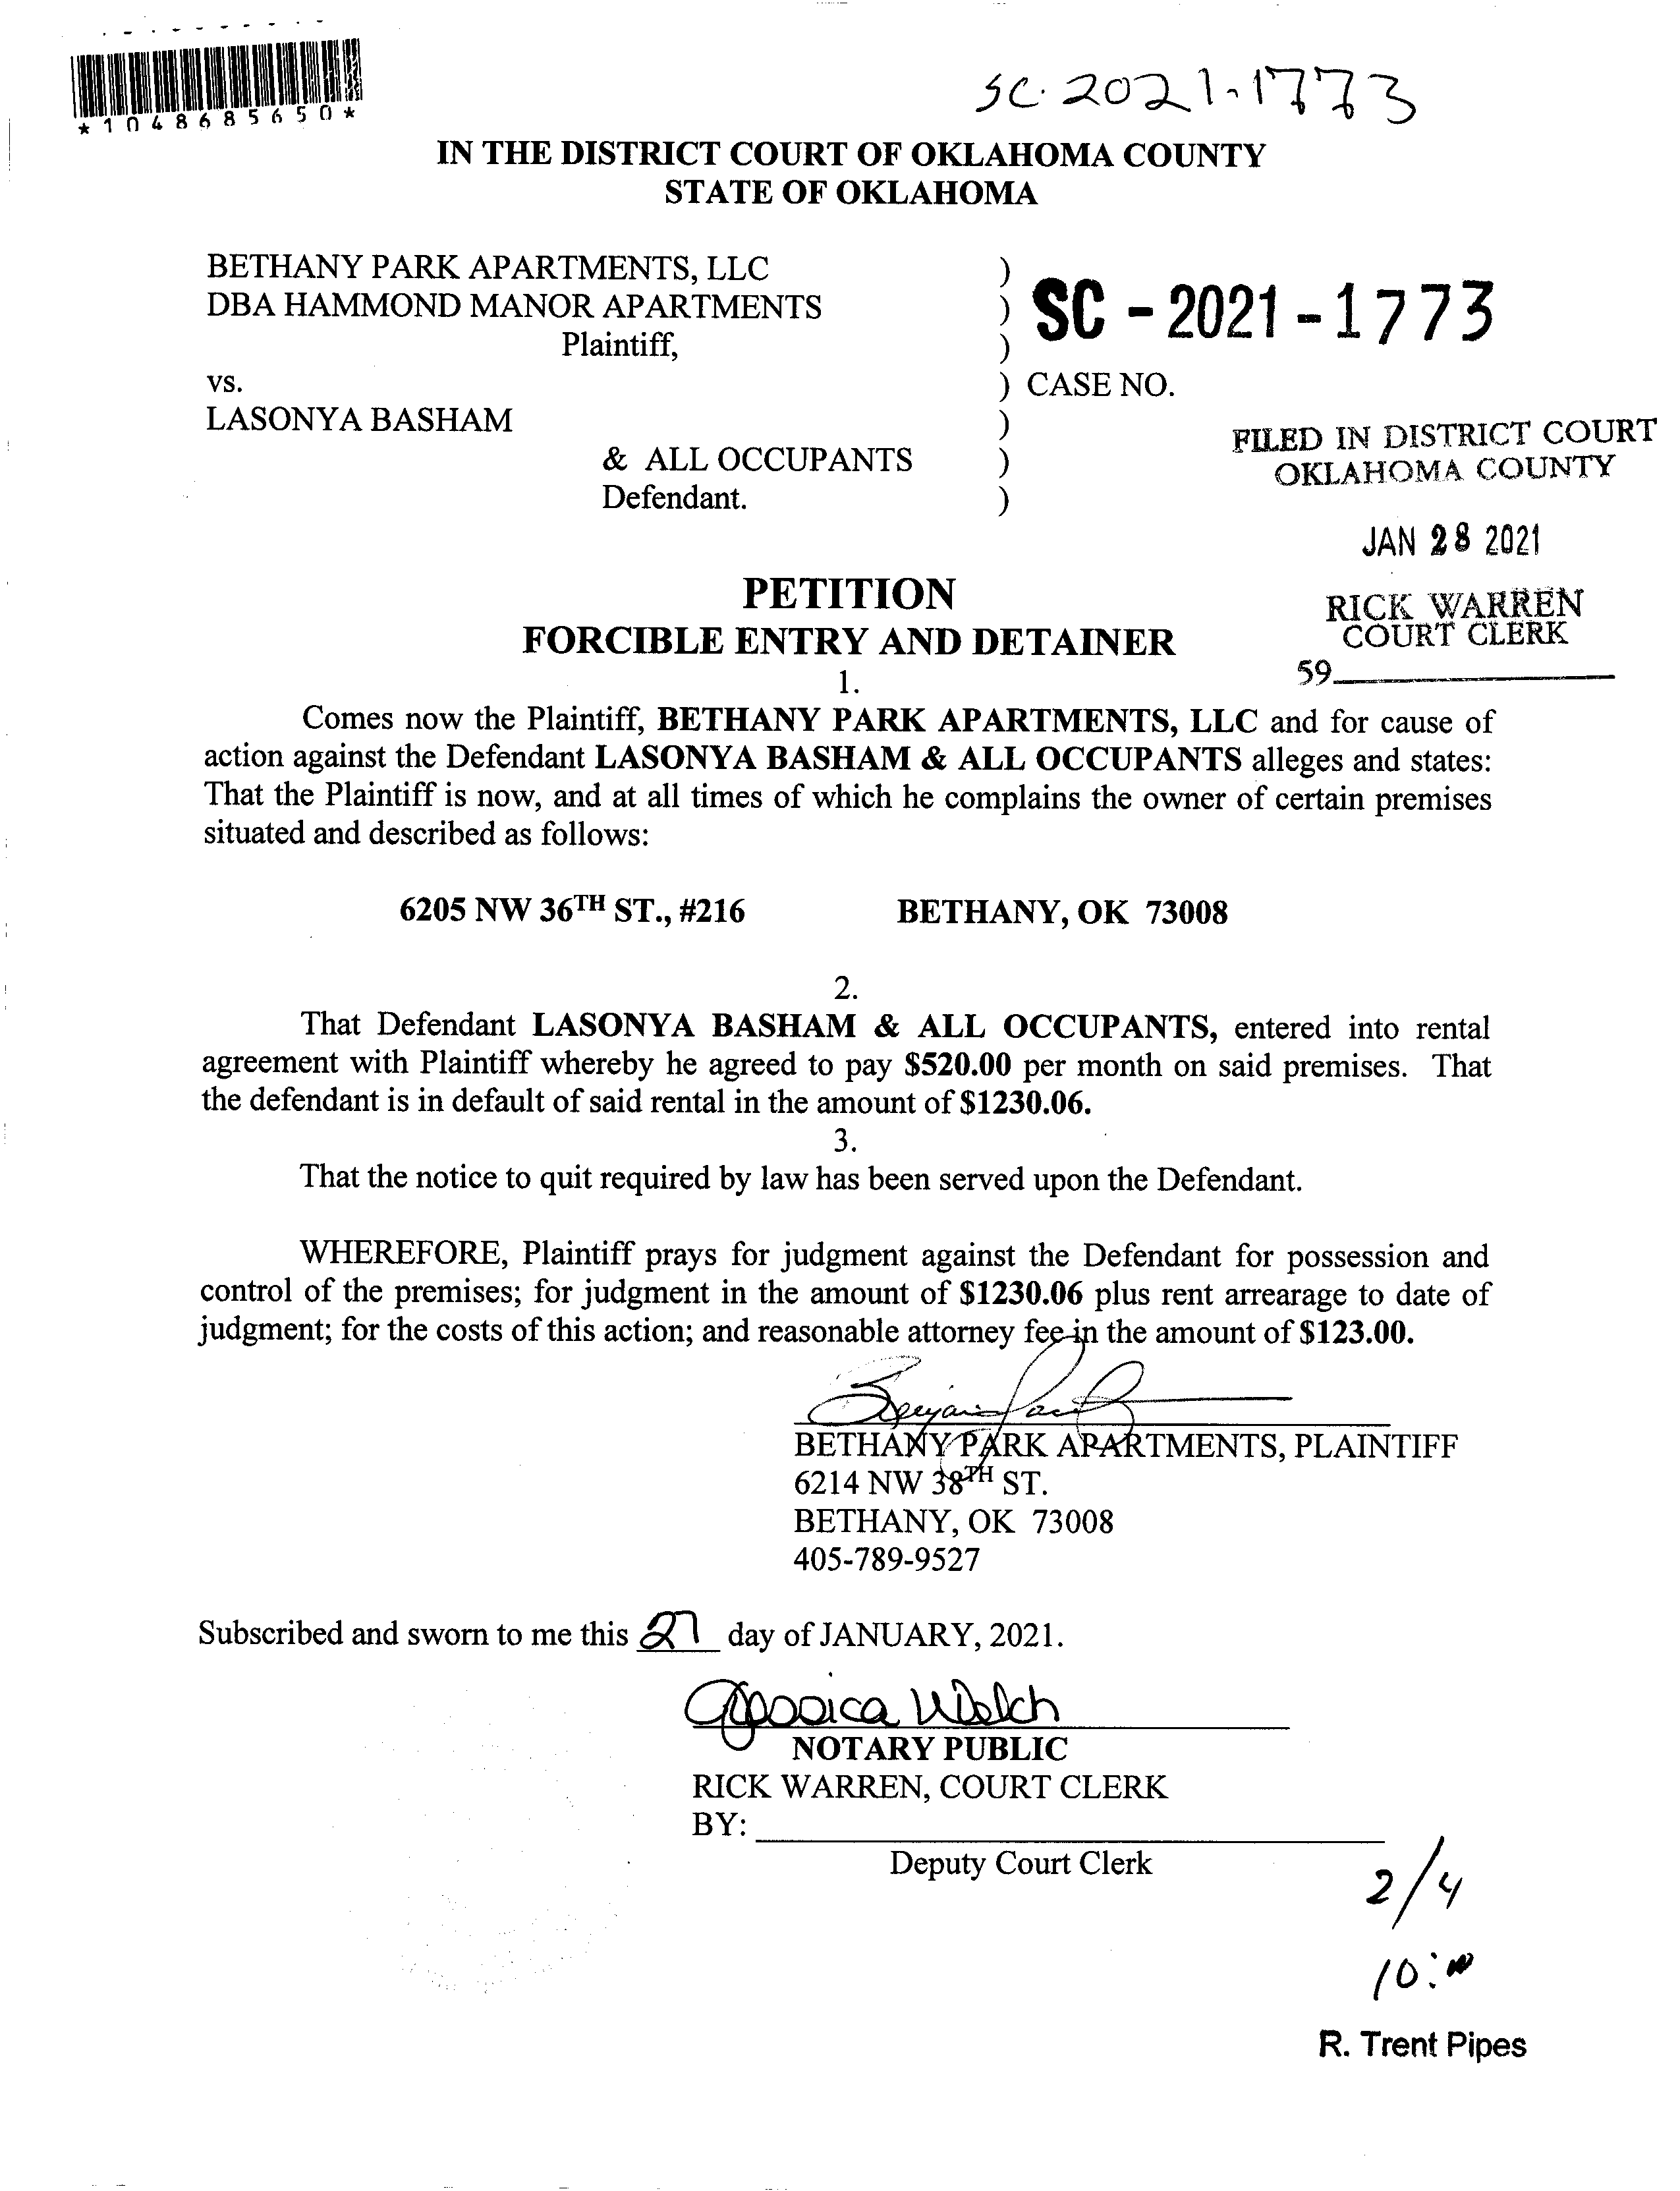 SC-2021-1773
*1048685650*
IN THE DISTRICT COURT OF OKLAHOMA COUNTY
STATE OF OKLAHOMA
BETHANY PARK APARTMENTS, LLC )
DBA HAMMOND MANOR APARTMENTS ) SC - 2021 - 1773
Plaintiff, )
vs. ) CASE NO.
LASONYA BASHAM )
& ALL OCCUPANTS )
Defendant. )
FILED IN DISTRICT COURT
OKLAHOMA COUNTY
JAN 28 2021
RICK WARREN
COURT CLERK
59
PETITION
FORCIBLE ENTRY AND DETAINER
1.
Comes now the Plaintiff, BETHANY PARK APARTMENTS, LLC and for cause of
action against the Defendant LASONYA BASHAM & ALL OCCUPANTS alleges and states:
That the Plaintiff is now, and at all times of which he complains the owner of certain premises
situated and described as follows:
6205 NW 36TH ST., #216 BETHANY, OK 73008
2.
That Defendant LASONYA BASHAM & ALL OCCUPANTS, entered into rental
agreement with Plaintiff whereby he agreed to pay $520.00 per month on said premises. That
the defendant is in default of said rental in the amount of $1230.06.
3.
That the notice to quit required by law has been served upon the Defendant.
WHEREFORE, Plaintiff prays for judgment against the Defendant for possession and
control of the premises; for judgment in the amount of $1230.06 plus rent arrearage to date of
judgment; for the costs of this action; and reasonable attorney fee in the amount of $123.00.
BETHANY PARK APARTMENTS, PLAINTIFF
6214 NW 38TH ST.
BETHANY, OK 73008
405-789-9527
Subscribed and sworn to me this 27 day of JANUARY, 2021.
Jessica Welch
NOTARY PUBLIC
RICK WARREN, COURT CLERK
BY:
Deputy Court Clerk
2/4
10:00
R. Trent Pipes